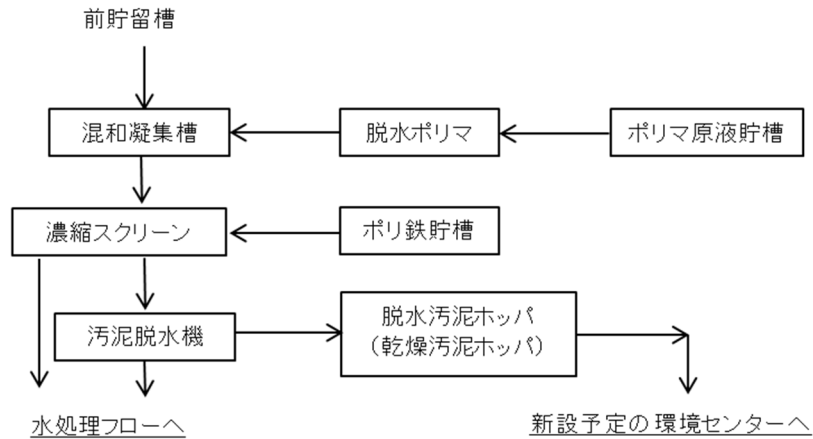 前貯留槽
混和凝集槽
脱水ポリマ
ポリマ原液貯槽
濃縮スクリーン
ポリ鉄貯槽
汚泥脱水機
脱水汚泥ホッパ
（乾燥汚泥ホッパ）
水処理フローへ
新設予定の環境センターへ